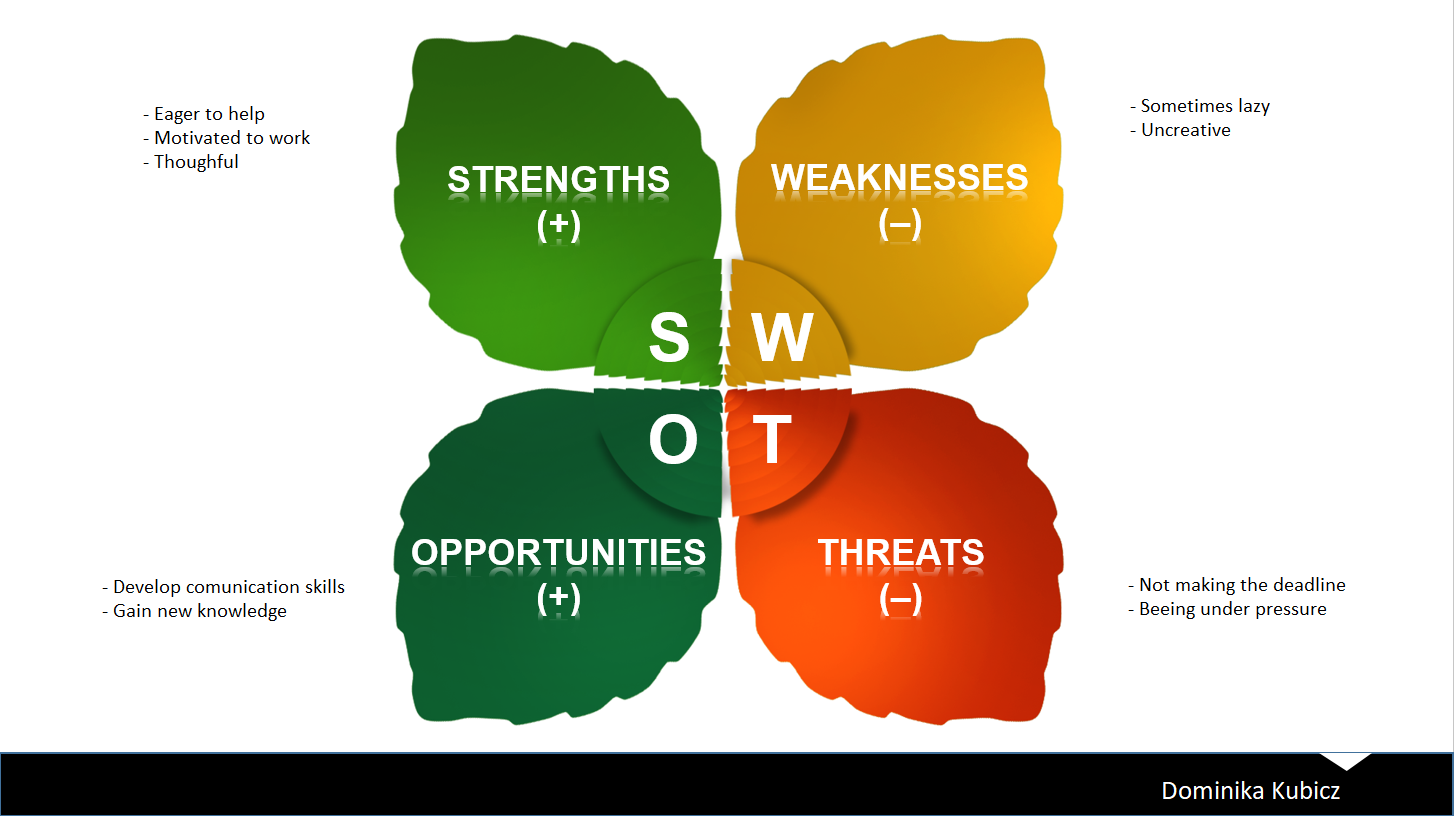 - Eager to help
- Motivated to work
- Thoughtful
STRENGTHS
(+)
WEAKNESSES
(–)
- Sometimes lazy
- Uncreative
S
W
O
T
- Develop comunication skills
- Gain new knowledge
OPPORTUNITIES
(+)
THREATS
(–)
- Not making the deadline
- Beeing under pressure
Dominika Kubicz